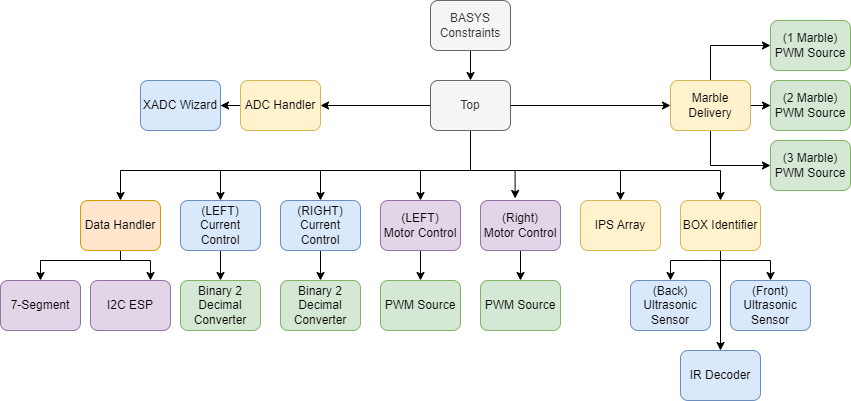 BASYS
Constraints
(1 Marble)
PWM Source
XADC Wizard
ADC Handler
Top
Marble
Delivery
(2 Marble)
PWM Source
(3 Marble)
PWM Source
Data Handler
(LEFT)
Current
Control
(RIGHT)
Current
Control
(LEFT)
Motor Control
(Right)
Motor Control
IPS Array
BOX Identifier
7-Segment
I2C ESP
Binary 2
Decimal
Converter
Binary 2
Decimal
Converter
PWM Source
PWM Source
(Back)
Ultrasonic
Sensor
(Front)
Ultrasonic
Sensor
IR Decoder